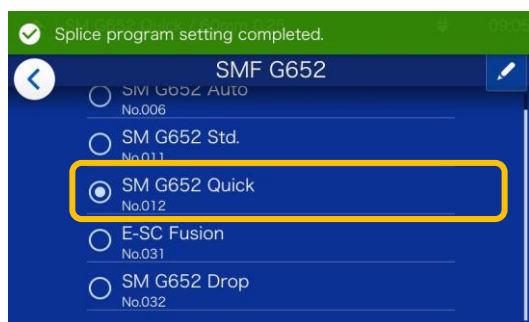 Splice program setting completed.
SMF G652
SM G652 Auto
No.006
SM G652 Std.
No.011
SM G652 Quick
No.012
E-SC Fusion
No.031
SM G652 Drop
No.032